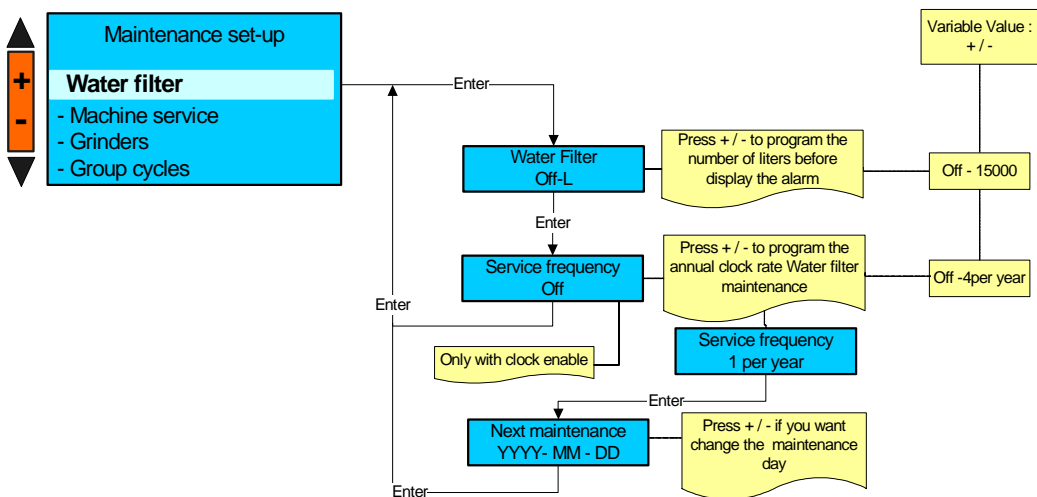 Maintenance set-up
Water filter
- Machine service
- Grinders
- Group cycles
+
-
Enter
Variable Value :
+ / -
Water Filter
Off-L
Press + / - to program the
number of liters before
display the alarm
Off - 15000
Enter
Service frequency
Off
Press + / - to program the
annual clock rate Water filter
maintenance
Off -4per year
Enter
Only with clock enable
Service frequency
1 per year
Enter
Next maintenance
YYYY- MM - DD
Press + / - if you want
change the maintenance
day
Enter